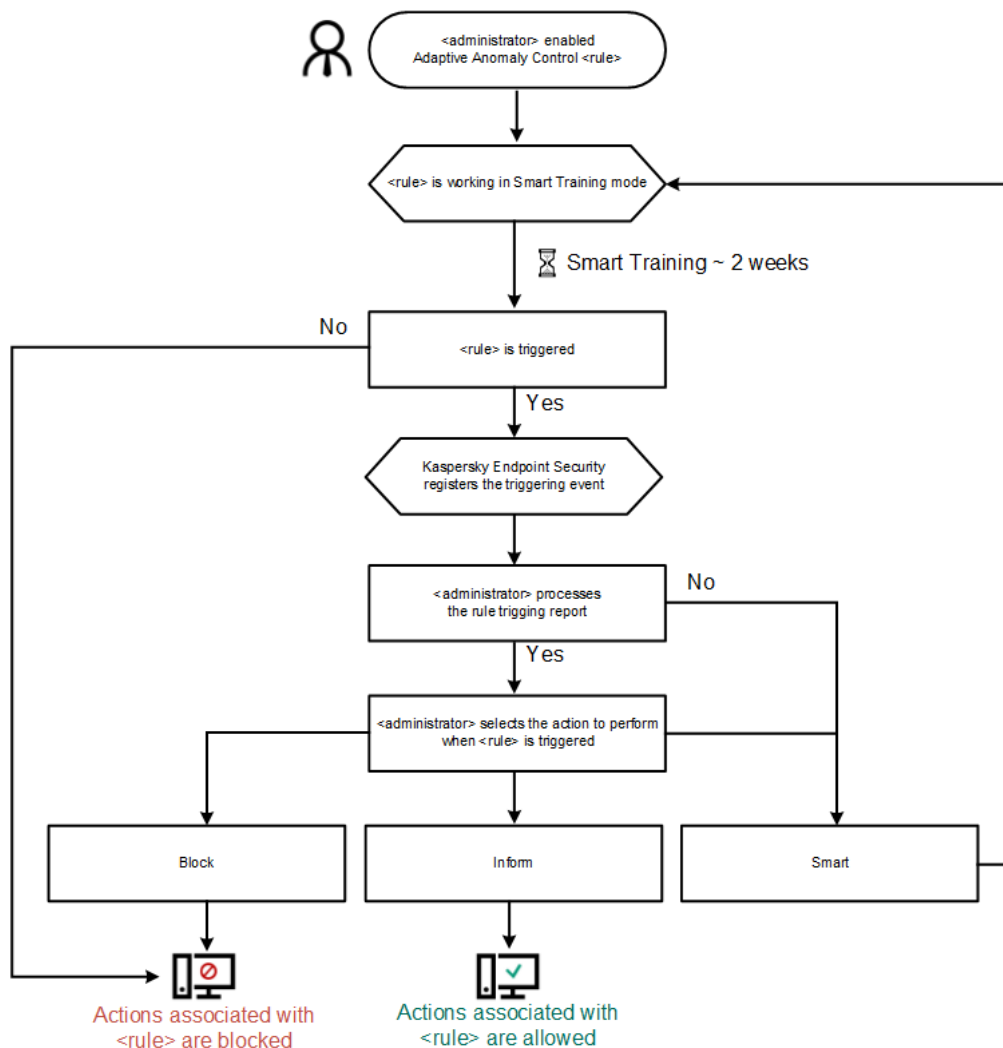 <administrator> enabled
Adaptive Anomaly Control <rule>
<rule> is working in Smart Training mode
Smart Training ~ 2 weeks
No
<rule> is triggered
Yes
Kaspersky Endpoint Security
registers the triggering event
<administrator> processes
the rule trigging report
No
Yes
<administrator> selects the action to perform
when <rule> is triggered
Block
Inform
Smart
Actions associated with
<rule> are blocked
Actions associated with
<rule> are allowed